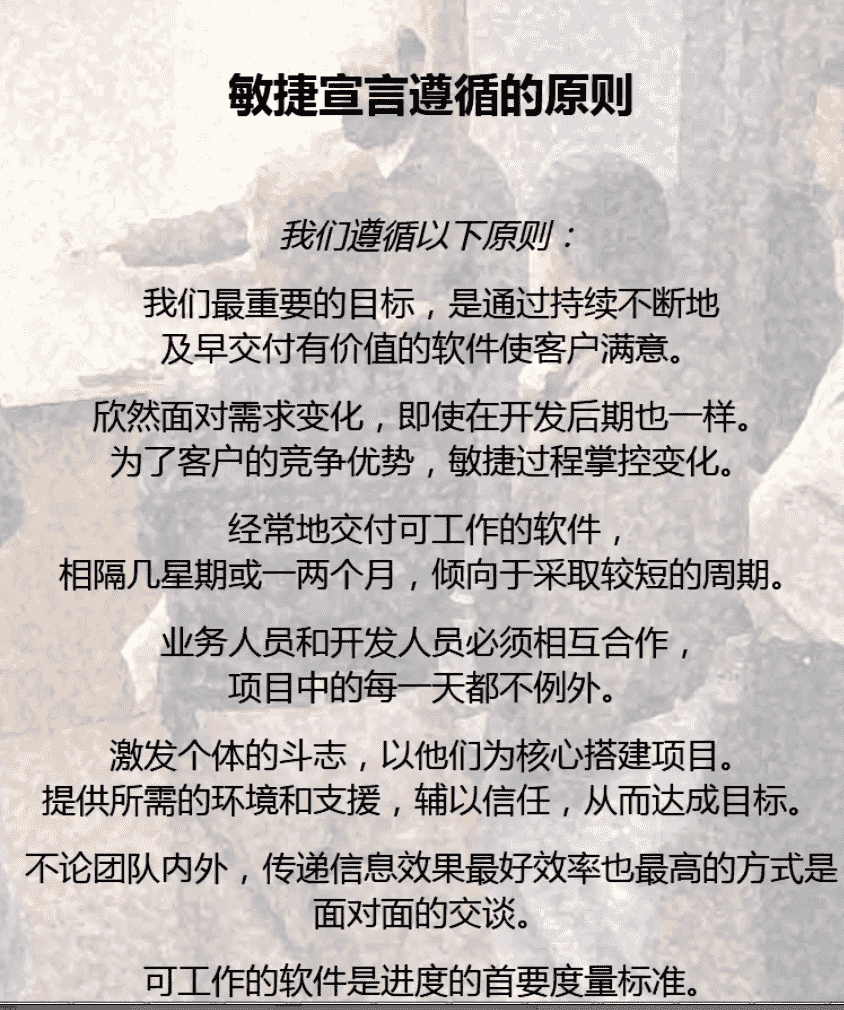 敏捷宣言遵循的原则
我们遵循以下原则：
我们最重要的目标，是通过持续不断地
及早交付有价值的软件使客户满意。
欣然面对需求变化，即使在开发后期也一样。
为了客户的竞争优势，敏捷过程掌控变化。
经常地交付可工作的软件，
相隔几星期或一两个月，倾向于采取较短的周期。
业务人员和开发人员必须相互合作，
项目中的每一天都不例外。
激发个体的斗志，以他们为核心搭建项目。
提供所需的环境和支援，辅以信任，从而达成目标。
不论团队内外，传递信息效果最好效率也最高的方式是
面对面的交谈。
可工作的软件是进度的首要度量标准。